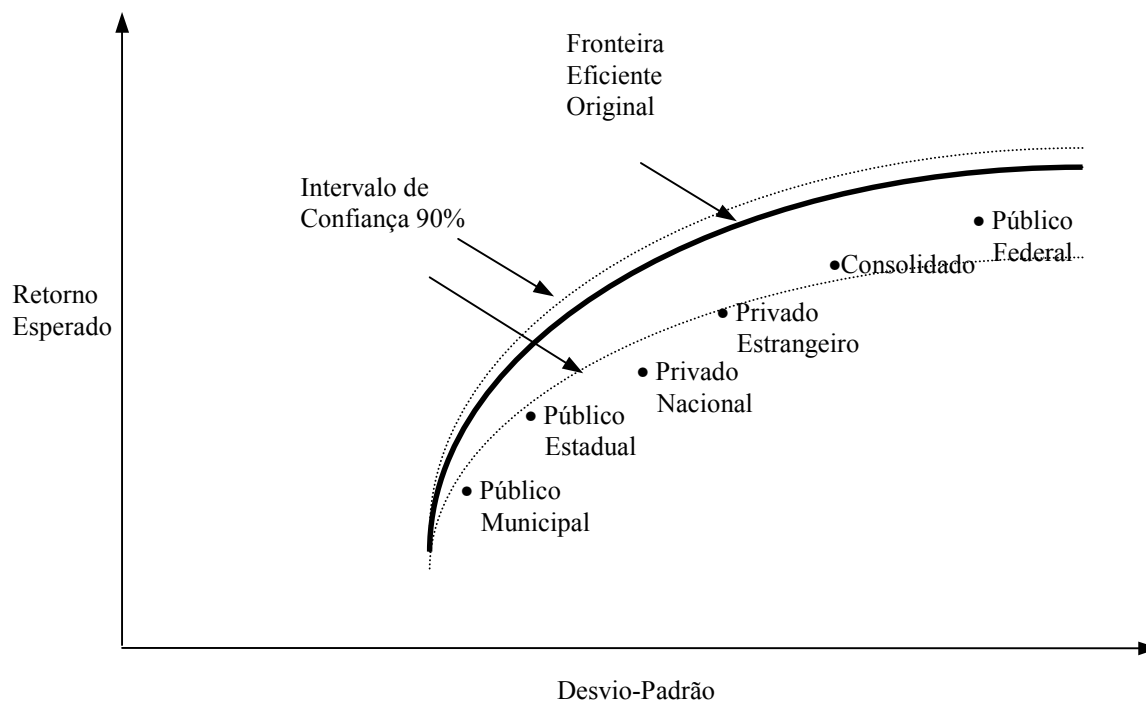 Fronteira
Eficiente
Original
Intervalo de
Confiança 90%
Retorno
Esperado
Público
Federal
Consolidado
Privado
Estrangeiro
Privado
Nacional
Público
Estadual
Público
Municipal
Desvio-Padrão